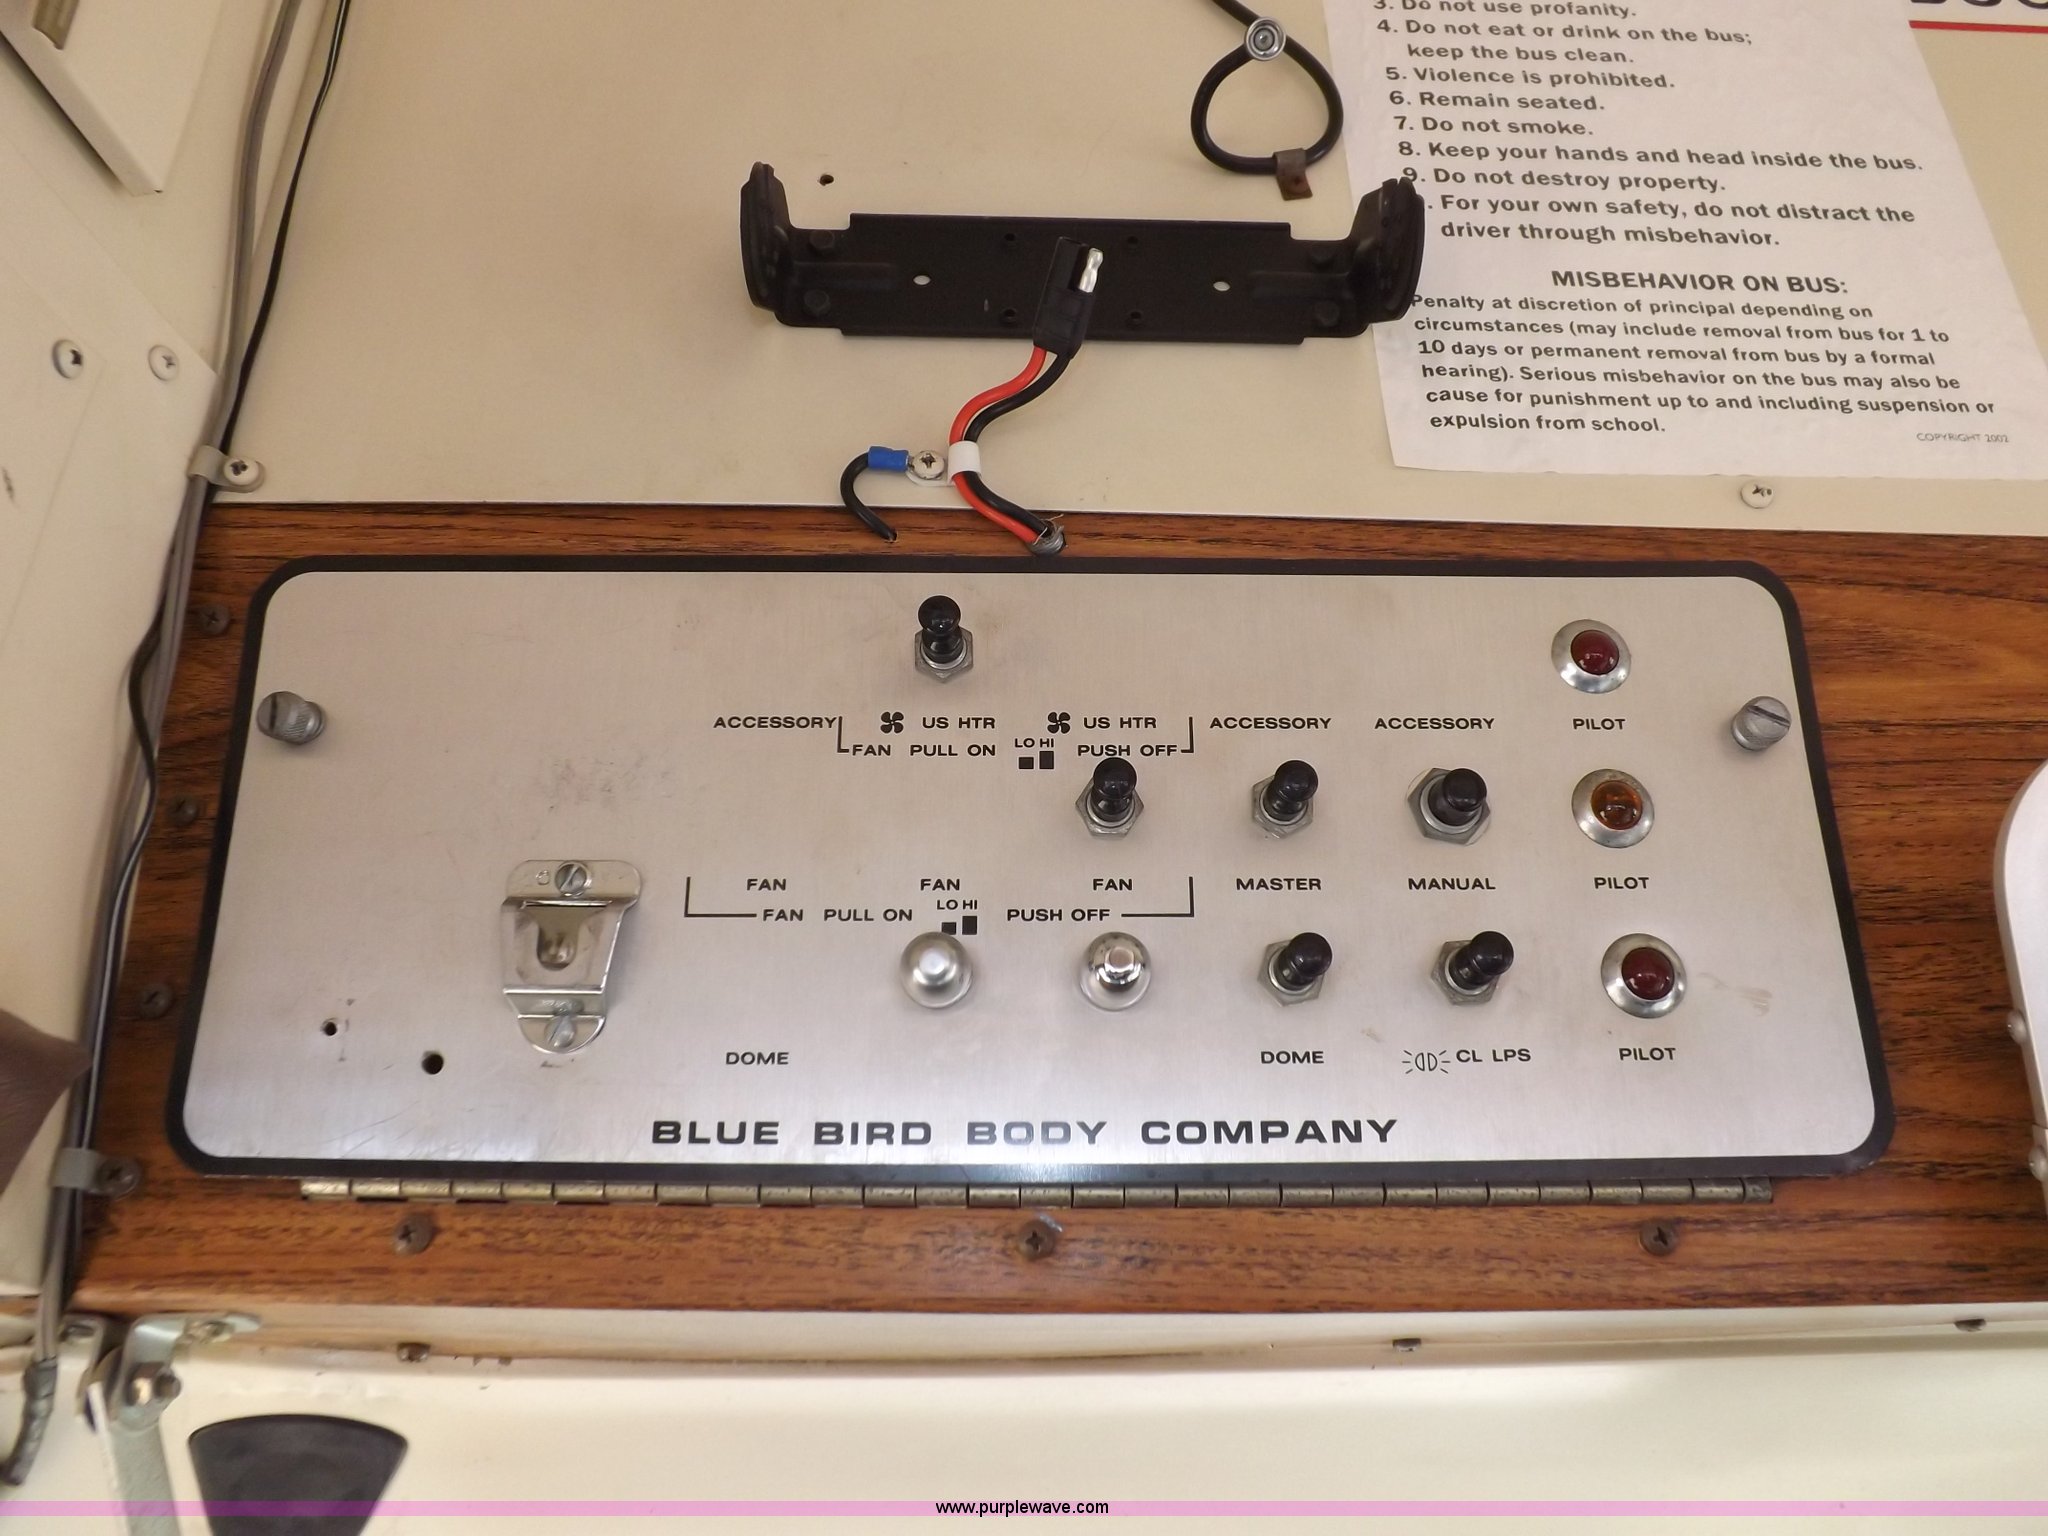 3. Do not use profanity.
4. Do not eat or drink on the bus;
keep the bus clean.
5. Violence is prohibited.
6. Remain seated.
7. Do not smoke.
8. Keep your hands and head inside the bus.
9. Do not destroy property.
. For your own safety, do not distract the
driver through misbehavior.
MISBEHAVIOR ON BUS:
Penalty at discretion of principal depending on
circumstances (may include removal from bus for 1 to
10 days or permanent removal from bus by a formal
hearing). Serious misbehavior on the bus may also be
cause for punishment up to and including suspension or
expulsion from school.
COPYRIGHT 2002
ACCESSORY US HTR US HTR ACCESSORY ACCESSORY PILOT
FAN PULL ON LO HI PUSH OFF
FAN FAN FAN MASTER MANUAL PILOT
FAN PULL ON LO HI PUSH OFF
DOME DOME CL LPS PILOT
BLUE BIRD BODY COMPANY
www.purplewave.com